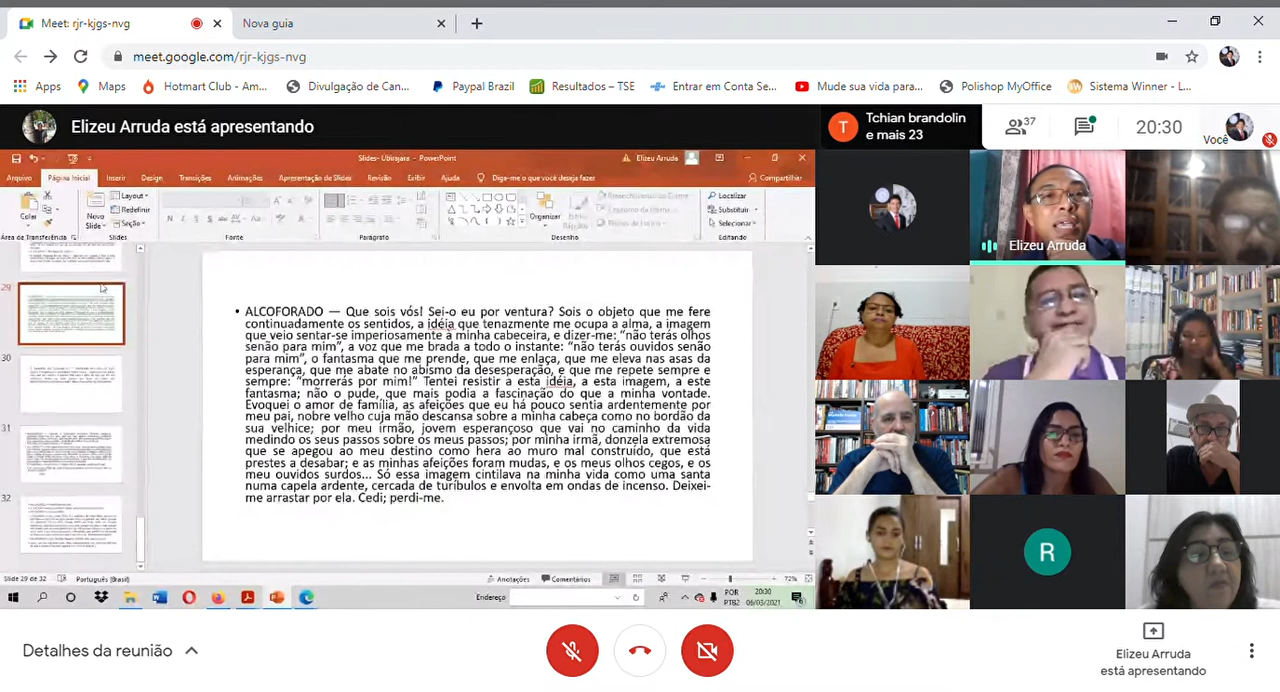 Meet: rjr-kjgs-nvg
Nova guia
meet.google.com/rjr-kjgs-nvg
Apps
Maps
Hotmart Club - Am...
Divulgação de Can...
Paypal Brazil
Resultados – TSE
Entrar em Conta Se...
Mude sua vida para...
Polishop MyOffice
Sistema Winner - L...
Elizeu Arruda está apresentando
T
Tchian brandolin
e mais 23
37
20:30
Você
Slides- Ubirajara - PowerPoint
Elizeu Arruda
Arquivo
Página Inicial
Inserir
Design
Transições
Animações
Apresentação de Slides
Revisão
Exibir
Ajuda
Diga-me o que você deseja fazer
Compartilhar
Colar
Novo
Slide
Layout
Redefinir
Seção
Organizar
Localizar
Substituir
Selecionar
Área de Transferência
Slides
Fonte
Parágrafo
Desenho
Editando
29
30
31
32
• ALCOFORADO — Que sois vós! Sei-o eu por ventura? Sois o objeto que me fere
continuadamente os sentidos, a idéia que tenazmente me ocupa a alma, a imagem
que veio sentar-se imperiosamente à minha cabeceira, e dizer-me: “não terás olhos
senão para mim”, a voz que me brada a todo o instante: “não terás ouvidos senão
para mim”, o fantasma que me prende, que me enlaça, que me eleva nas asas da
esperança, que me abate no abismo da desesperação, e que me repete sempre e
sempre: “morrerás por mim!” Tentei resistir a esta idéia, a esta imagem, a este
fantasma; não o pude, que mais podia a fascinação do que a minha vontade.
Evoquei o amor de família, as afeições que eu há pouco sentia ardentemente por
meu pai, nobre velho cuja mão descansa sobre a minha cabeça como no bordão da
sua velhice; por meu irmão, jovem esperançoso que vai no caminho da vida
medindo os seus passos sobre os meus passos; por minha irmã, donzela extremosa
que se apegou ao meu destino como a hera ao muro mal construído, que está
prestes a desabar; e as minhas afeições eram mudas, e os meus olhos cegos, e os
meu ouvidos surdos... Só essa imagem cintilava na minha vida como uma santa
numa capela ardente, cercada de turíbulos e envolta em ondas de incenso. Deixei-
me arrastar por ela. Cedi; perdi-me.
Elizeu Arruda
R
Slide 29 de 32
Português (Brasil)
Anotações
Comentários
72%
Endereço
POR
PTB2
20:30
06/03/2021
Detalhes da reunião
Elizeu Arruda
está apresentando